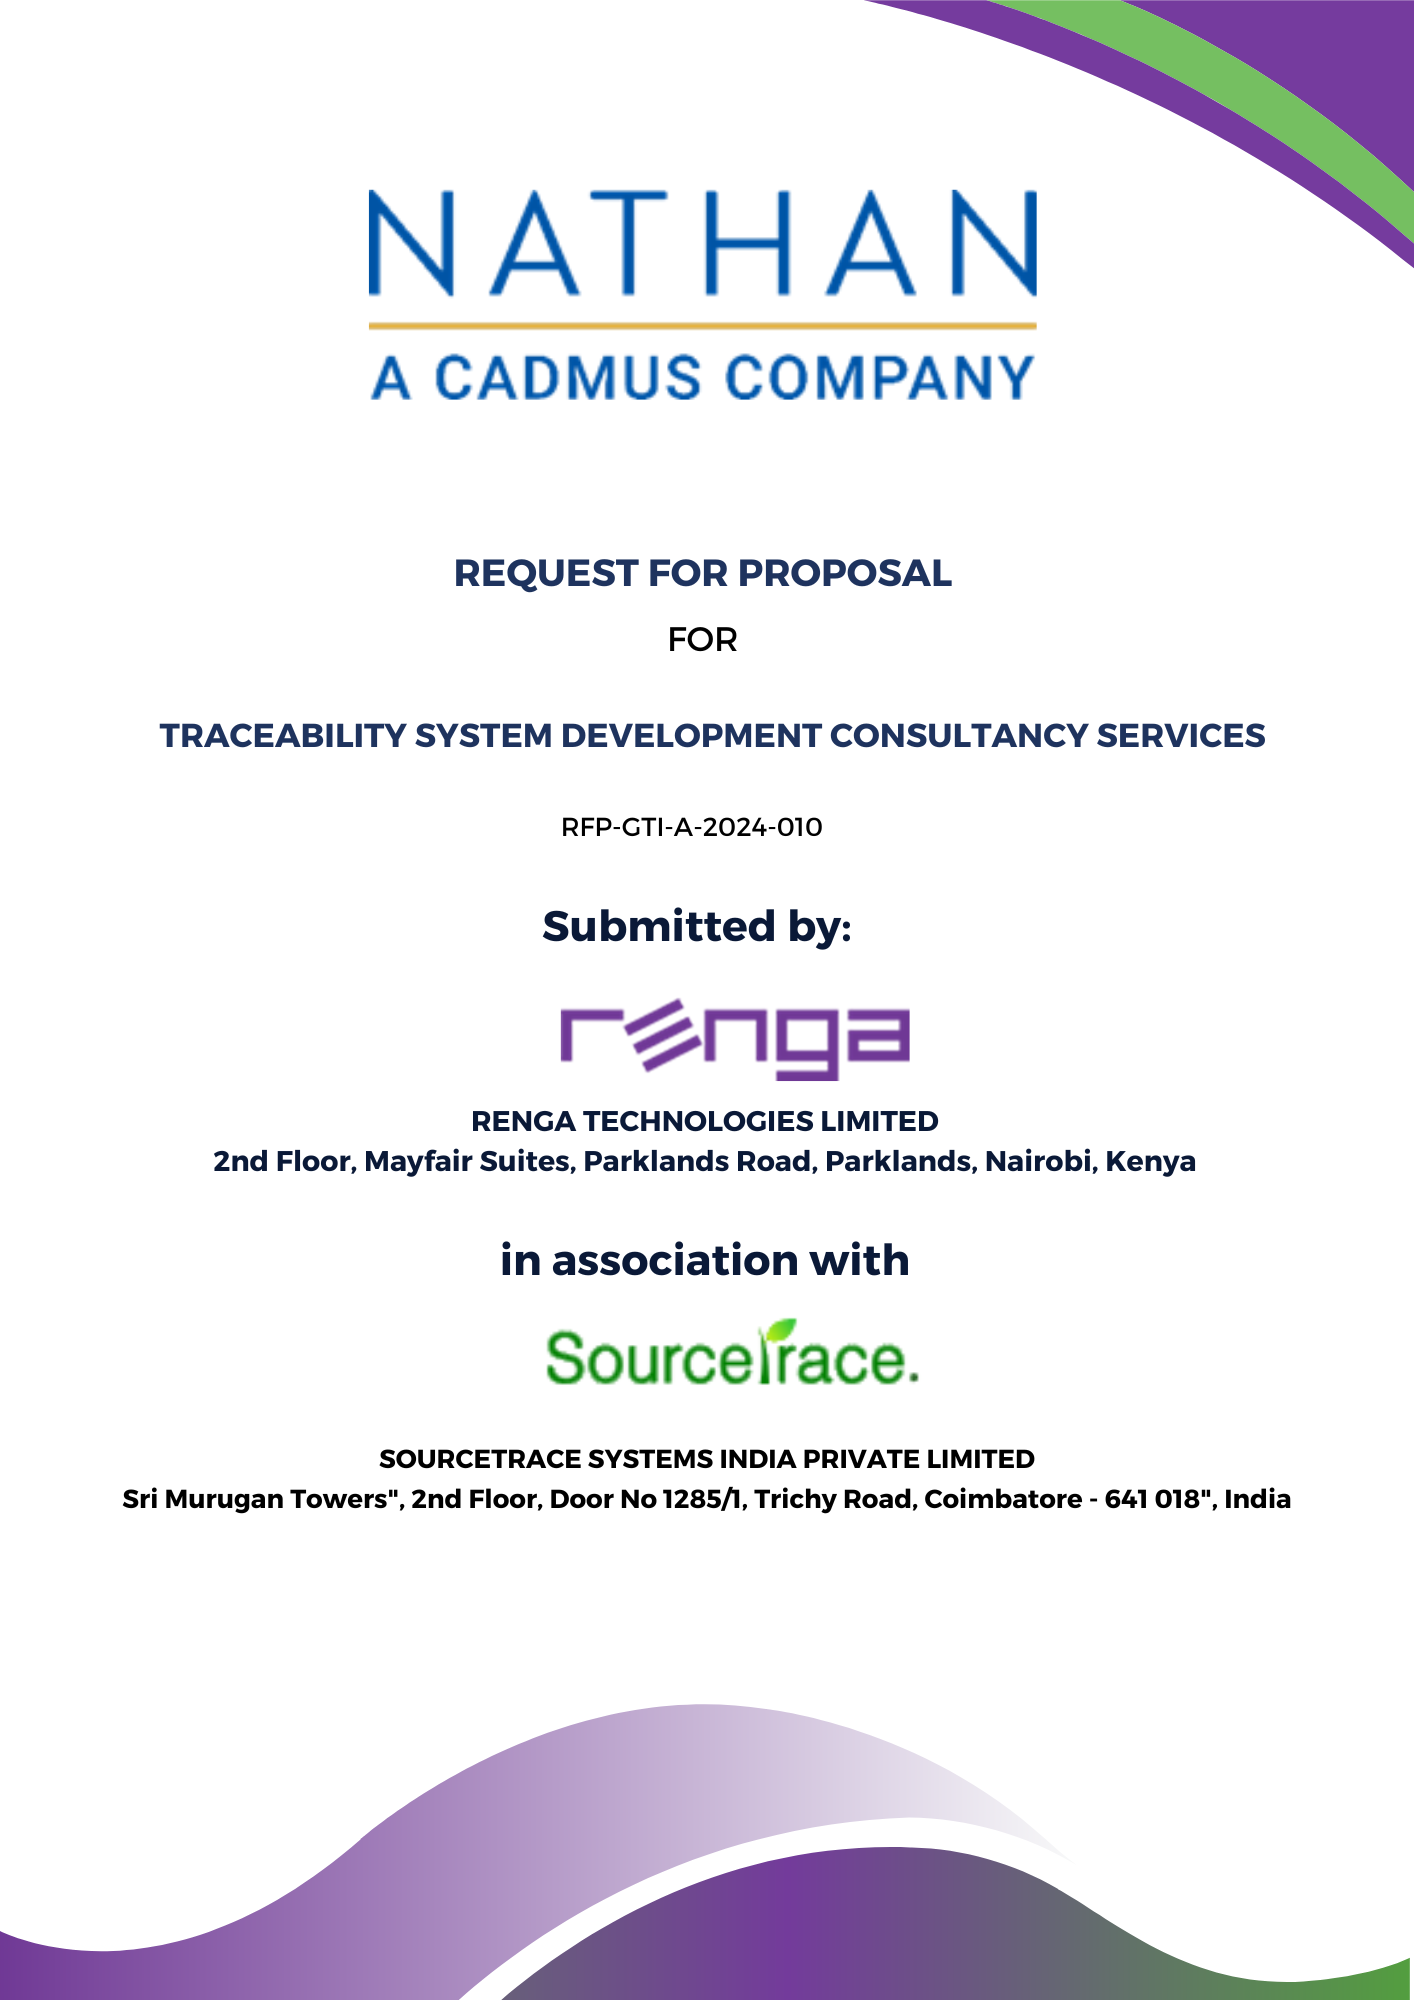 NATHAN
A CADMUS COMPANY
REQUEST FOR PROPOSAL
FOR
TRACEABILITY SYSTEM DEVELOPMENT CONSULTANCY SERVICES
RFP-GTI-A-2024-010
Submitted by:
renga
RENGA TECHNOLOGIES LIMITED
2nd Floor, Mayfair Suites, Parklands Road, Parklands, Nairobi, Kenya
in association with
Sourcetrace.
SOURCETRACE SYSTEMS INDIA PRIVATE LIMITED
Sri Murugan Towers", 2nd Floor, Door No 1285/1, Trichy Road, Coimbatore - 641 018", India